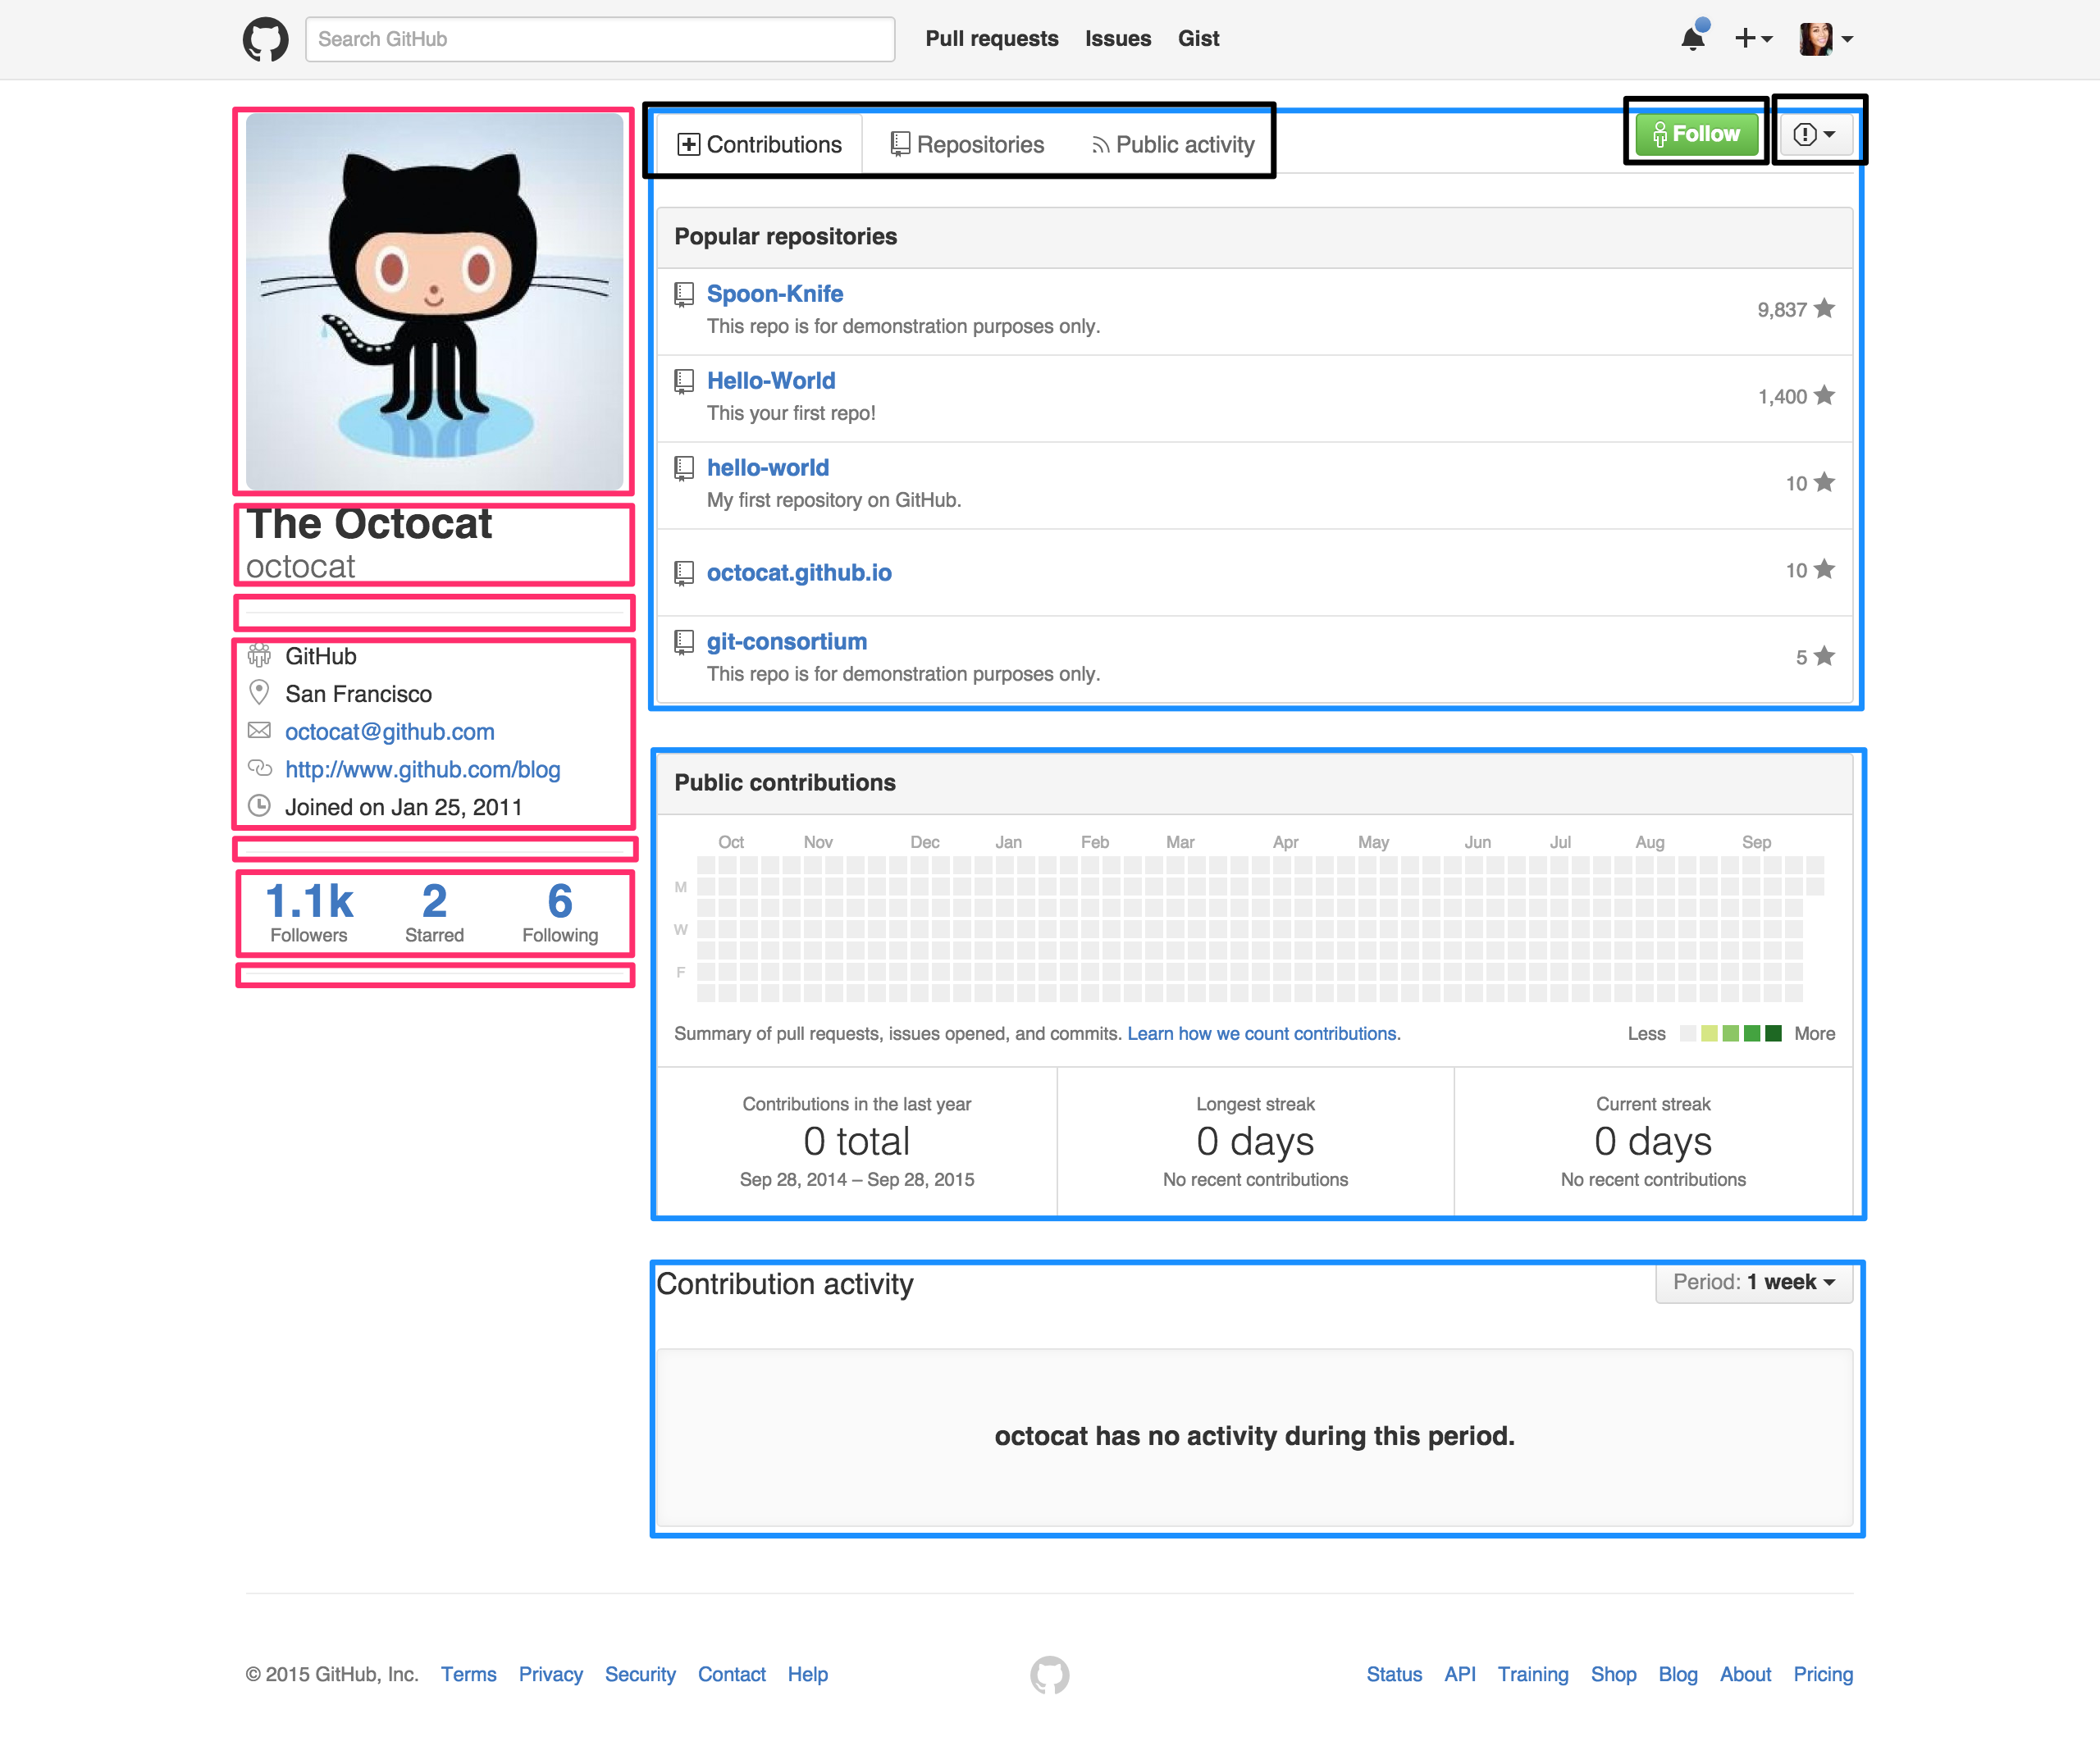 Search GitHub Pull requests Issues Gist
The Octocat
octocat
GitHub
San Francisco
octocat@github.com
http://www.github.com/blog
Joined on Jan 25, 2011
1.1k 2 6
Followers Starred Following
Contributions Repositories Public activity Follow
Popular repositories
Spoon-Knife
This repo is for demonstration purposes only.
9,837
Hello-World
This your first repo!
1,400
hello-world
My first repository on GitHub.
10
octocat.github.io
10
git-consortium
This repo is for demonstration purposes only.
5
Public contributions
Oct Nov Dec Jan Feb Mar Apr May Jun Jul Aug Sep
M
W
F
Summary of pull requests, issues opened, and commits. Learn how we count contributions. Less More
Contributions in the last year
0 total
Sep 28, 2014 – Sep 28, 2015
Longest streak
0 days
No recent contributions
Current streak
0 days
No recent contributions
Contribution activity Period: 1 week
octocat has no activity during this period.
© 2015 GitHub, Inc. Terms Privacy Security Contact Help Status API Training Shop Blog About Pricing